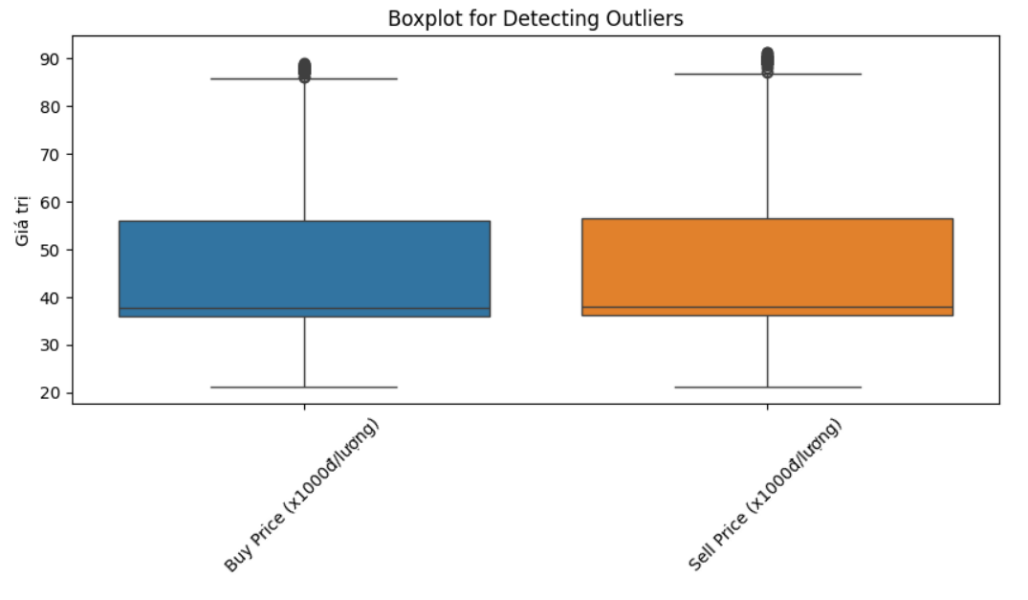 Boxplot for Detecting Outliers
Giá trị
90
80
70
60
50
40
30
20
Buy Price (x1000đ/lượng)
Sell Price (x1000đ/lượng)